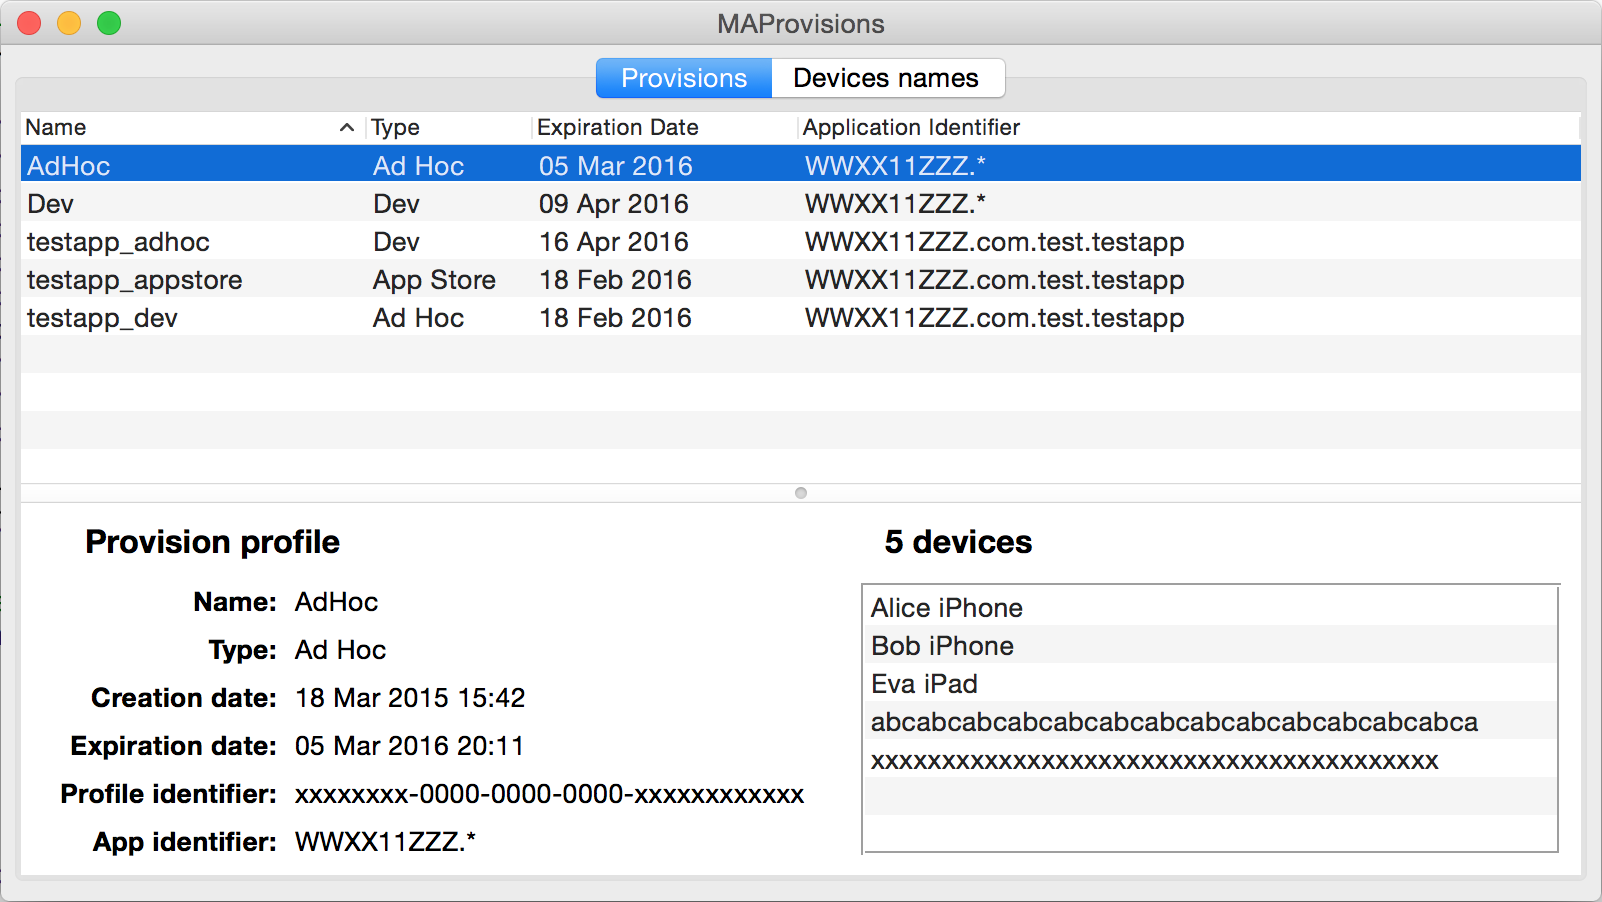 MAProvisions
Provisions Devices names
Name Type Expiration Date Application Identifier
AdHoc Ad Hoc 05 Mar 2016 WWXX11ZZZ.*
Dev Dev 09 Apr 2016 WWXX11ZZZ.*
testapp_adhoc Dev 16 Apr 2016 WWXX11ZZZ.com.test.testapp
testapp_appstore App Store 18 Feb 2016 WWXX11ZZZ.com.test.testapp
testapp_dev Ad Hoc 18 Feb 2016 WWXX11ZZZ.com.test.testapp
Provision profile
Name: AdHoc
Type: Ad Hoc
Creation date: 18 Mar 2015 15:42
Expiration date: 05 Mar 2016 20:11
Profile identifier: xxxxxxxx-0000-0000-0000-xxxxxxxxxxxx
App identifier: WWXX11ZZZ.*
5 devices
Alice iPhone
Bob iPhone
Eva iPad
abcabcabcabcabcabcabcabcabcabcabcabcabca
xxxxxxxxxxxxxxxxxxxxxxxxxxxxxxxxxxxxxxxx